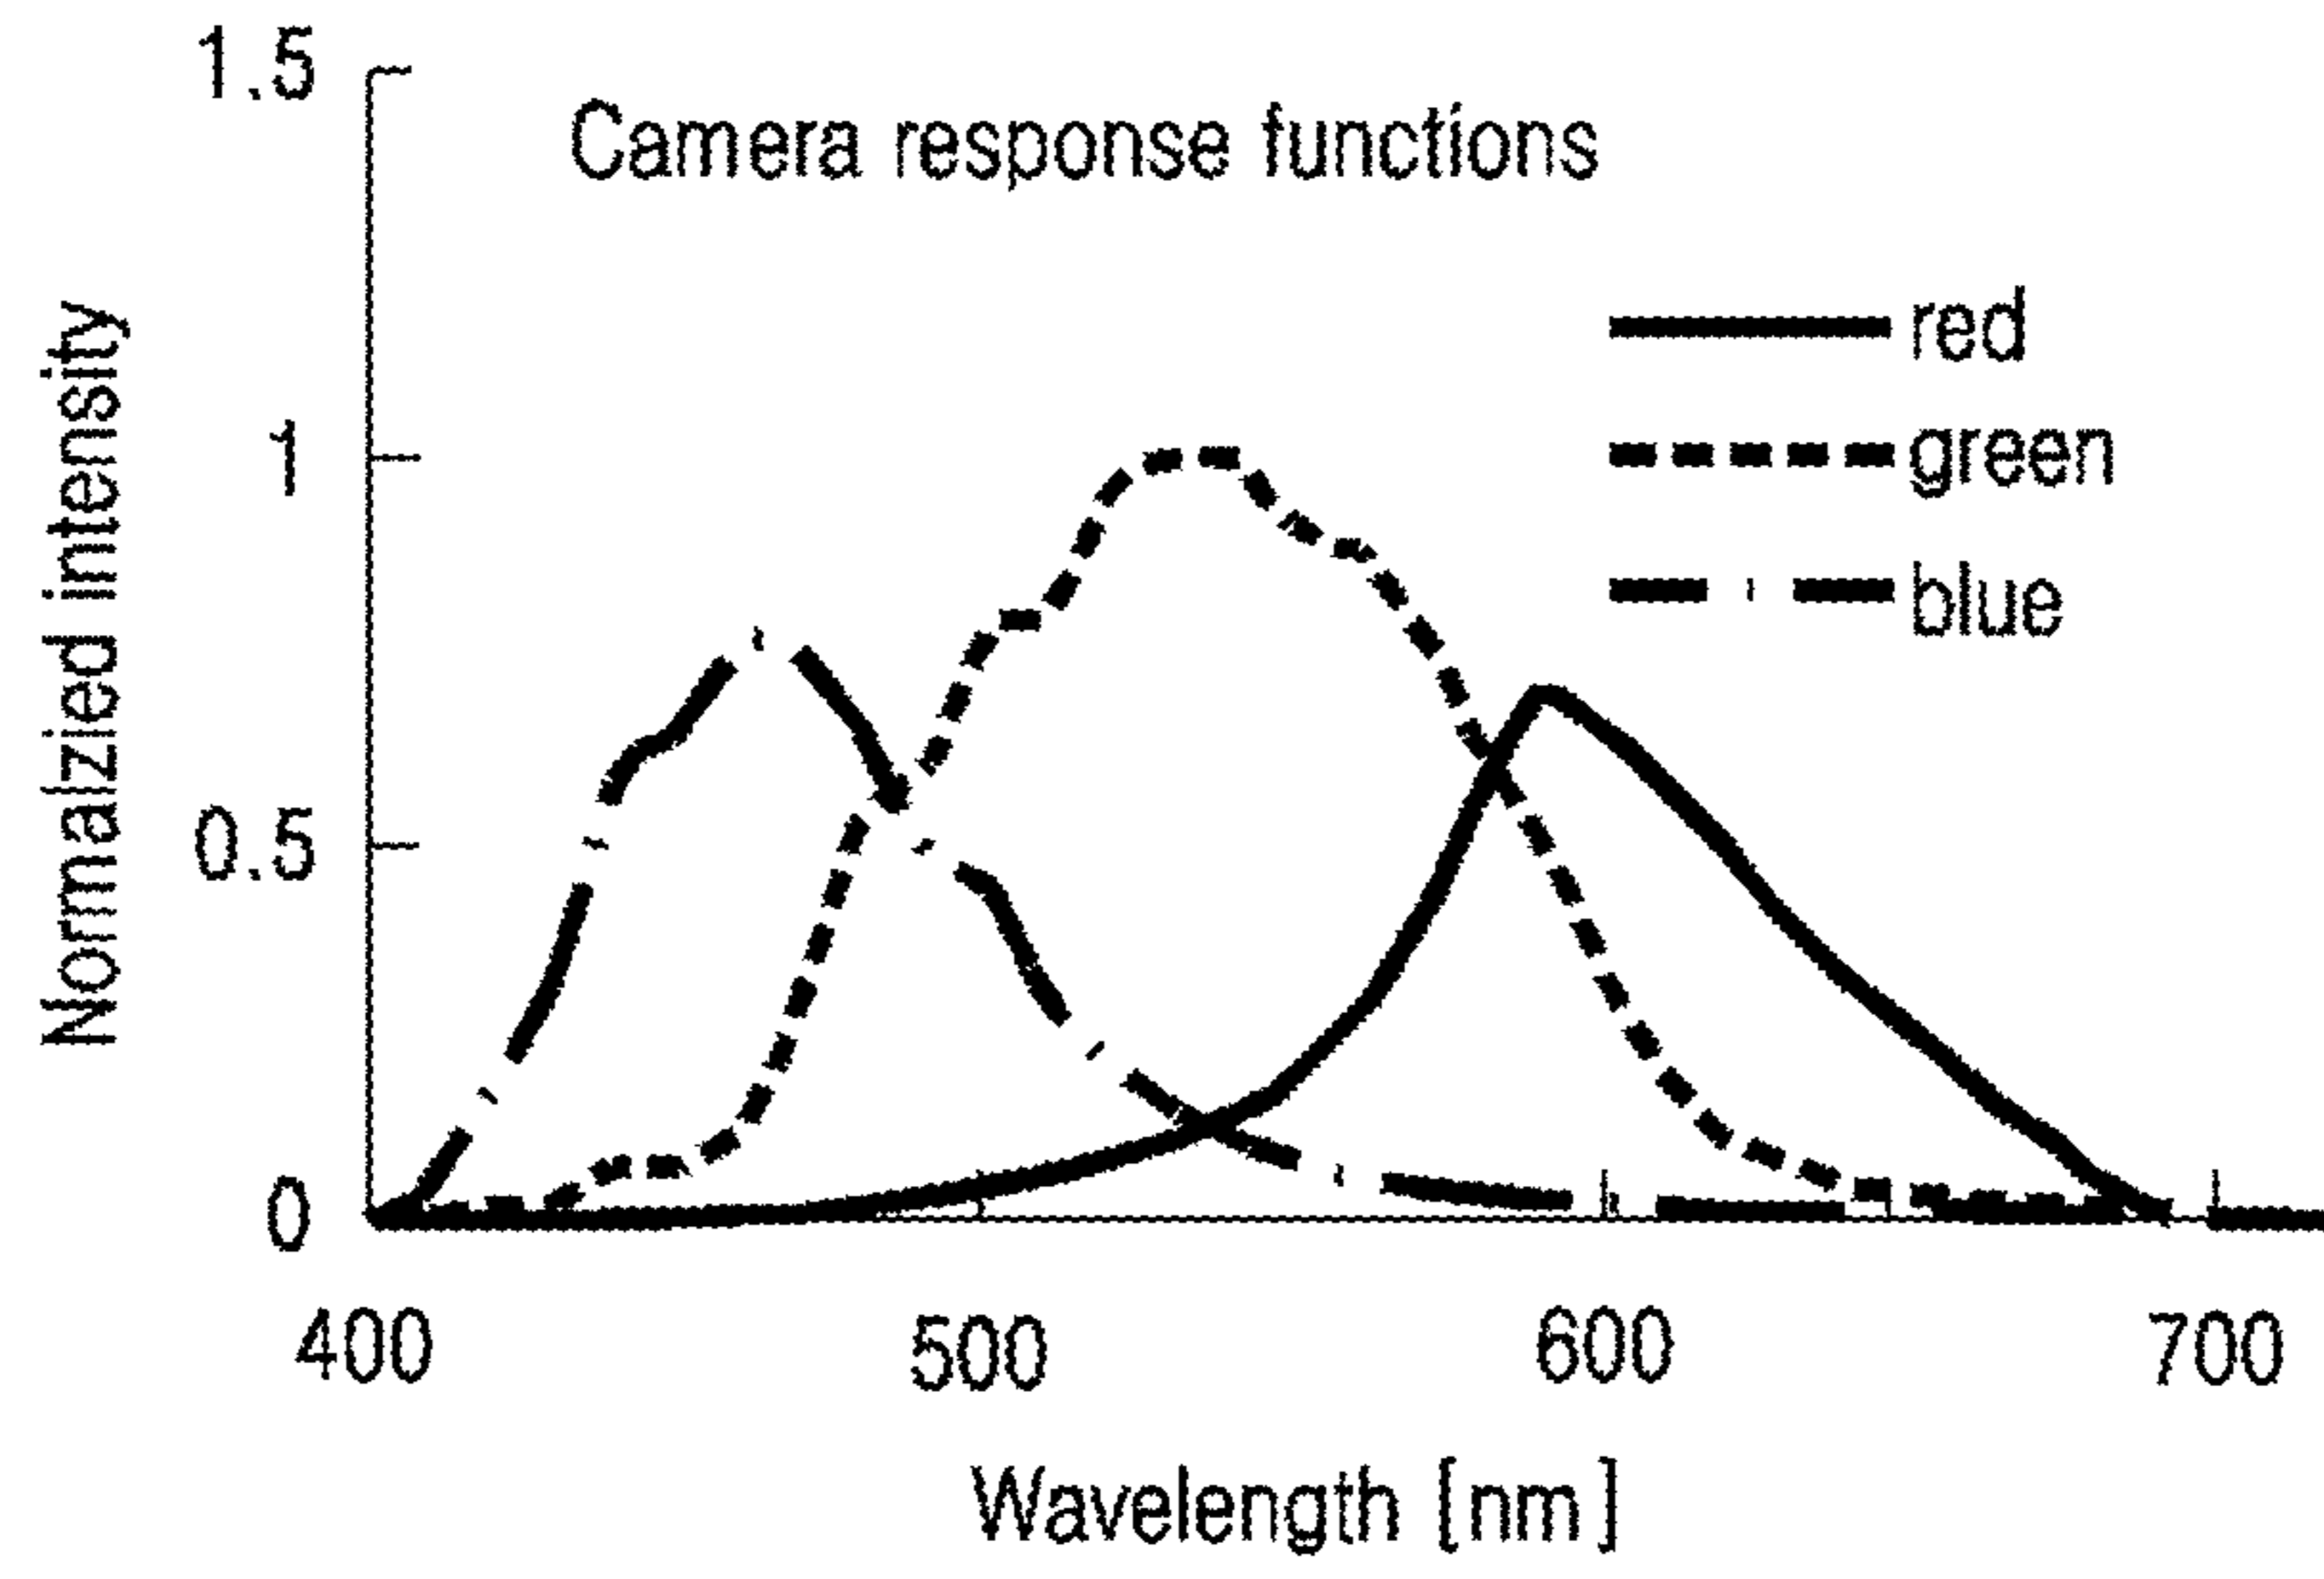 1.5
Camera response functions
red
1
green
blue
Normalized intensity
0.5
0
400
500
600
700
Wavelength [nm]